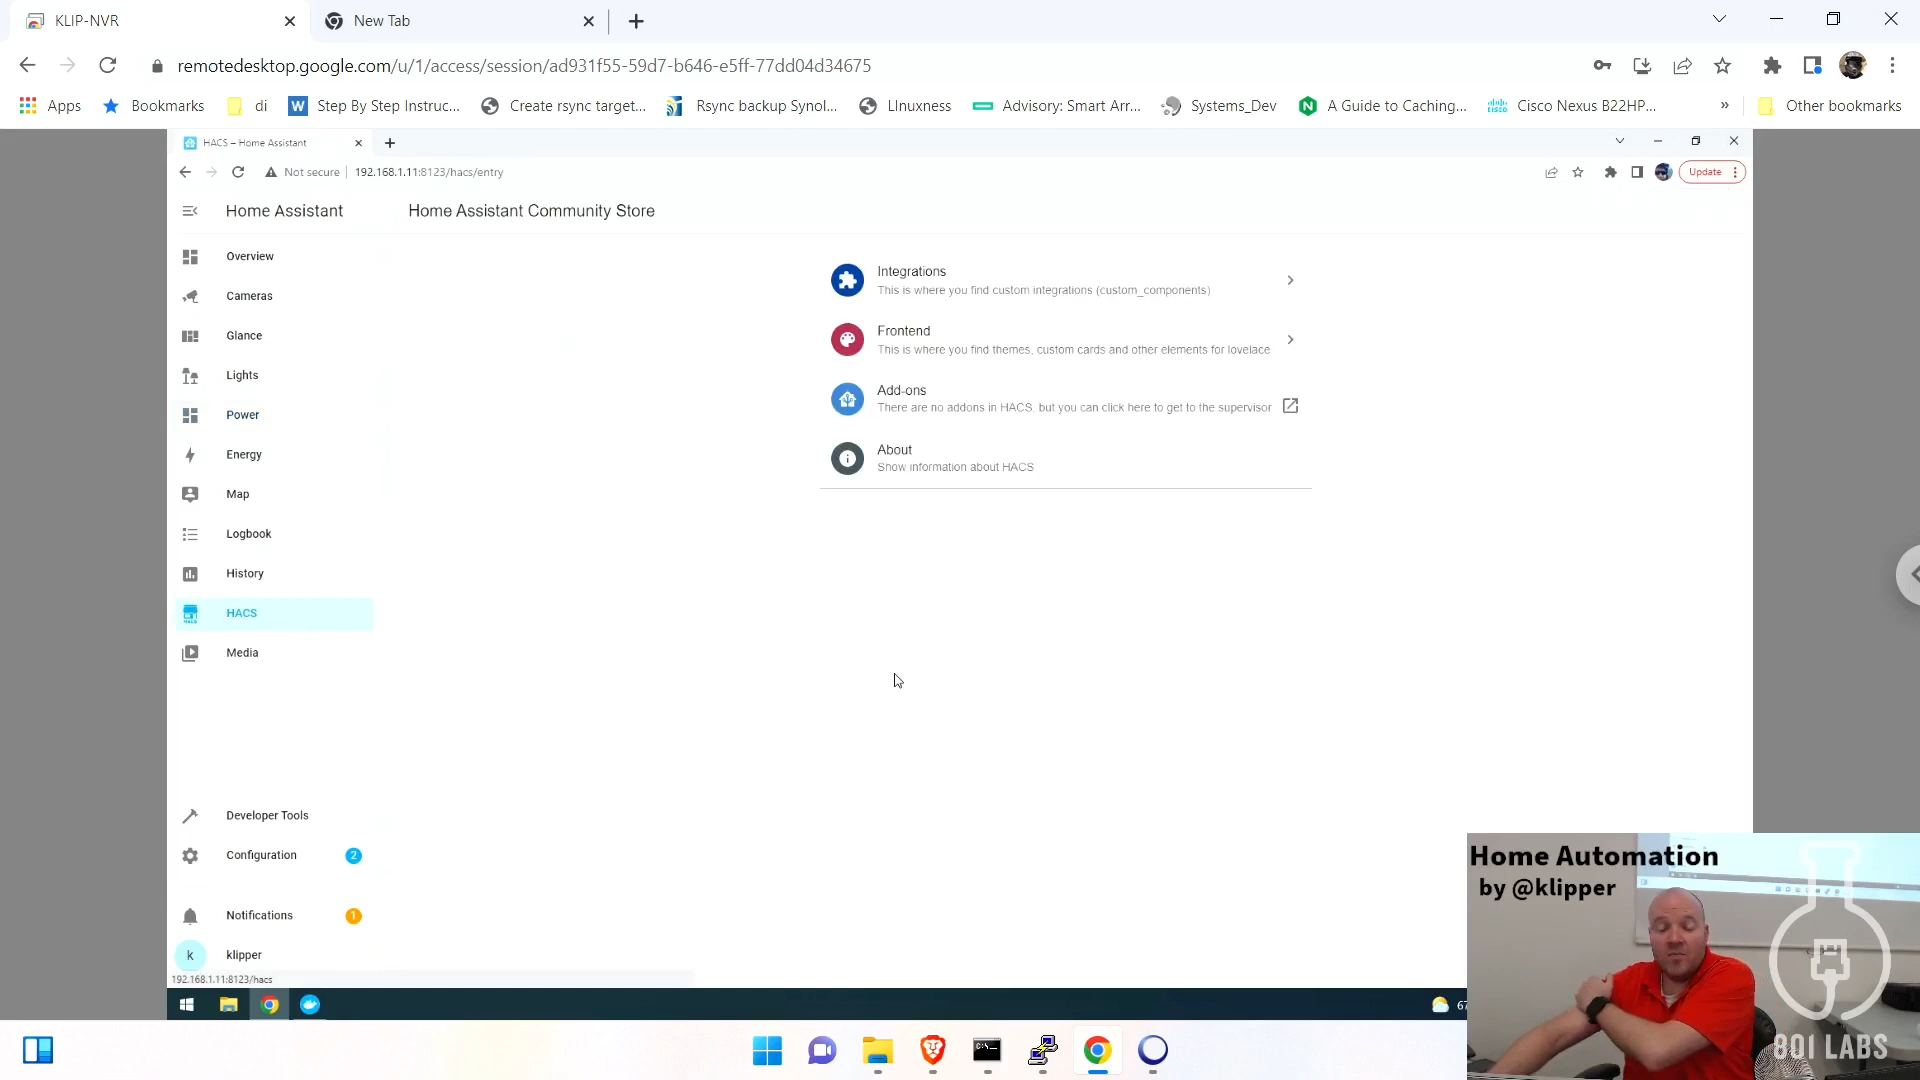 KLIP-NVR
New Tab
remotedesktop.google.com/u/1/access/session/ad931f55-59d7-b646-e5ff-77dd04d34675
Apps
Bookmarks
di
W
Step By Step Instruc...
Create rsync target...
Rsync backup Synol...
LInuxness
Advisory: Smart Arr...
Systems_Dev
N
A Guide to Caching...
Cisco Nexus B22HP...
»
Other bookmarks
HACS – Home Assistant
Not secure
192.168.1.11:8123/hacs/entry
Update
Home Assistant
Home Assistant Community Store
Overview
Cameras
Glance
Lights
Power
Energy
Map
Logbook
History
HACS
Media
Integrations
This is where you find custom integrations (custom_components)
Frontend
This is where you find themes, custom cards and other elements for lovelace
Add-ons
There are no addons in HACS, but you can click here to get to the supervisor
About
Show information about HACS
Developer Tools
Configuration
2
Notifications
1
k
klipper
192.168.1.11:8123/hacs
67
Home Automation
by @klipper
801 LABS